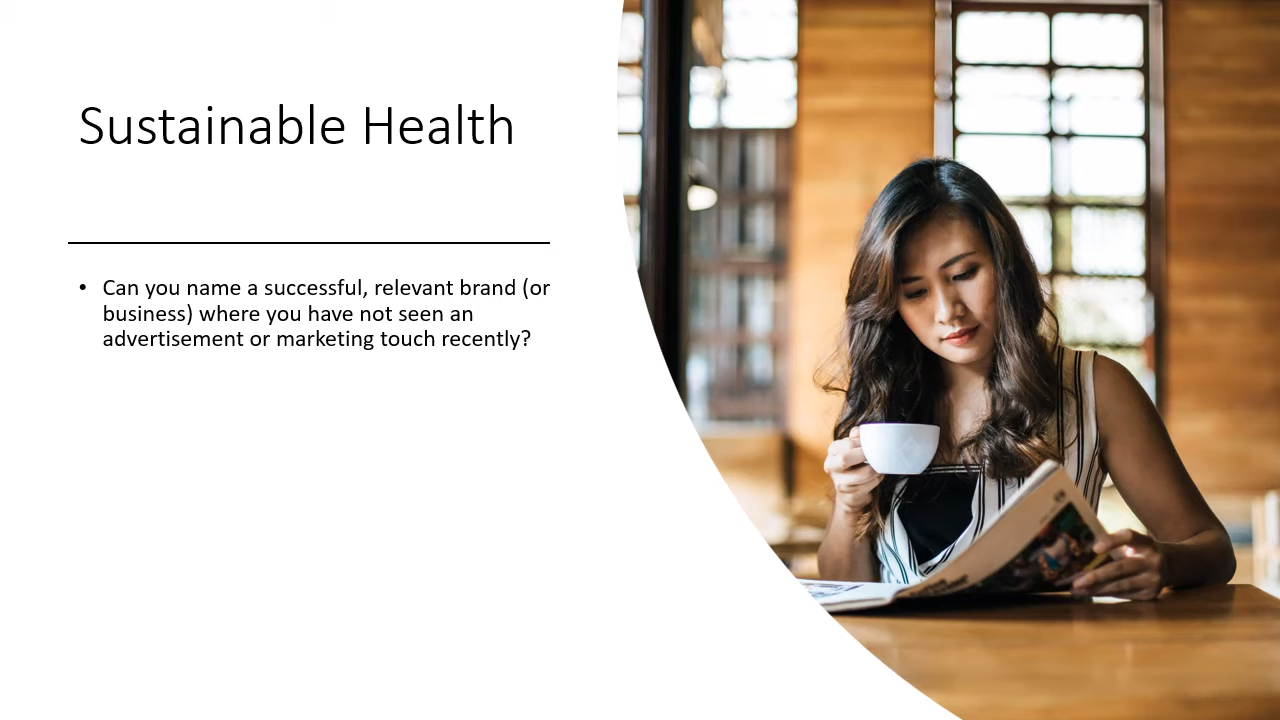 Sustainable Health
• Can you name a successful, relevant brand (or
business) where you have not seen an
advertisement or marketing touch recently?